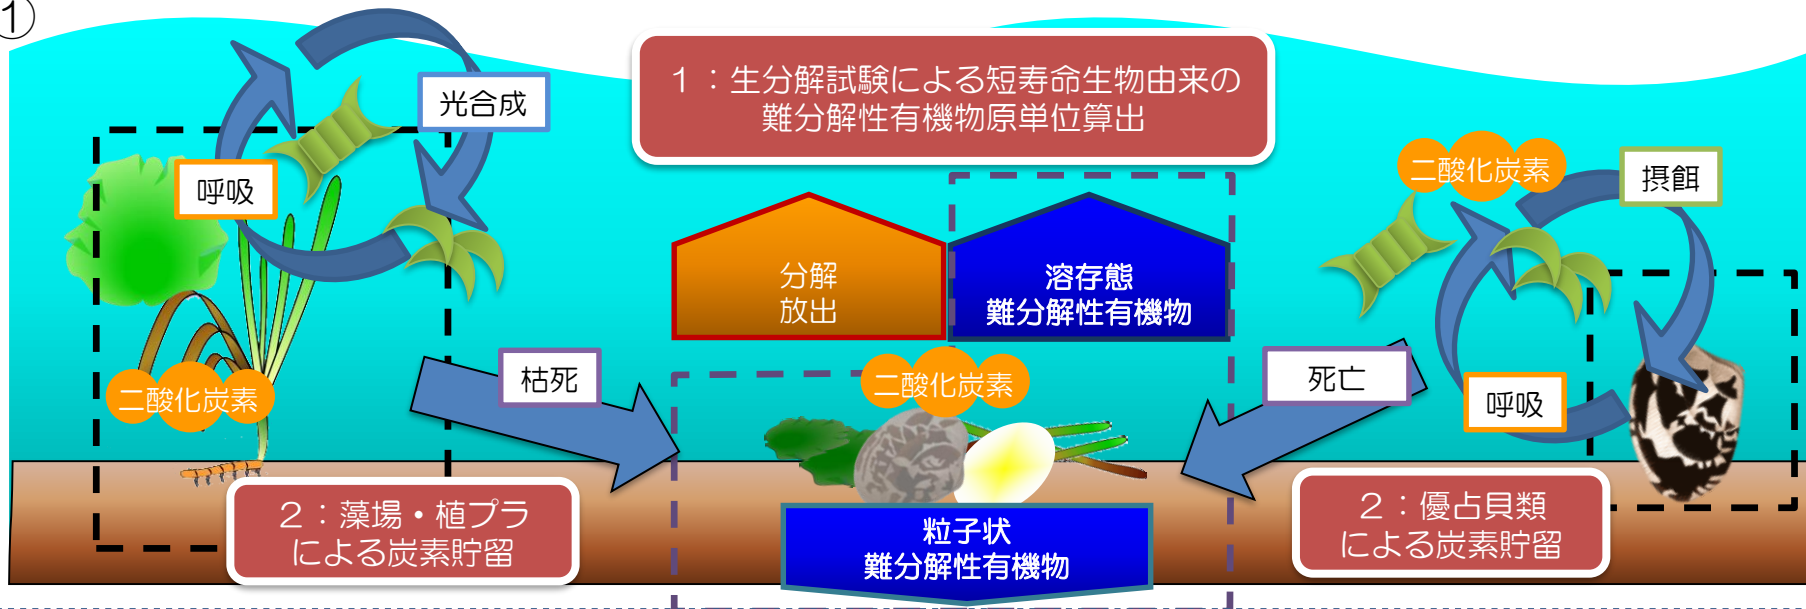 ①
1：生分解試験による短寿命生物由来の
難分解性有機物原単位算出
光合成
呼吸
二酸化炭素
枯死
2：藻場・植プラ
による炭素貯留
分解
放出
溶存態
難分解性有機物
二酸化炭素
粒子状
難分解性有機物
二酸化炭素
摂餌
呼吸
死亡
2：優占貝類
による炭素貯留